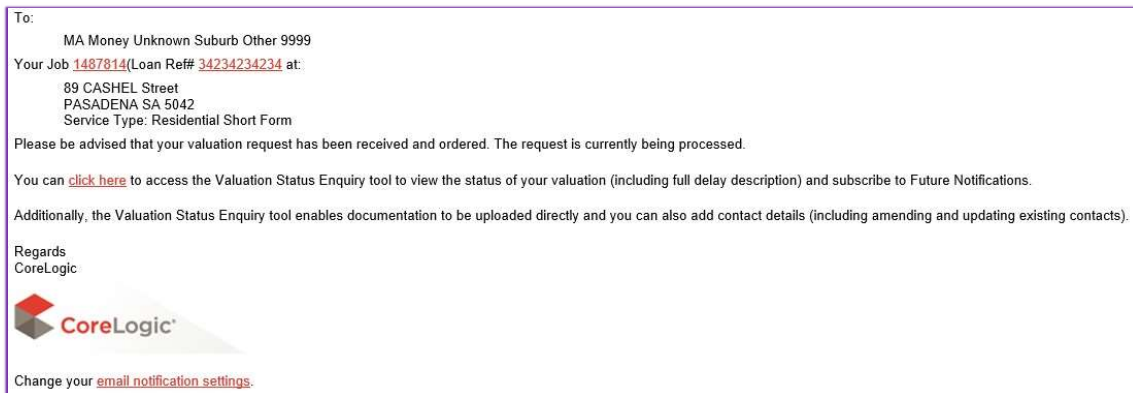 To:
MA Money Unknown Suburb Other 9999
Your Job 1487814(Loan Ref# 34234234234 at:
89 CASHEL Street
PASADENA SA 5042
Service Type: Residential Short Form
Please be advised that your valuation request has been received and ordered. The request is currently being processed.
You can click here to access the Valuation Status Enquiry tool to view the status of your valuation (including full delay description) and subscribe to Future Notifications.
Additionally, the Valuation Status Enquiry tool enables documentation to be uploaded directly and you can also add contact details (including amending and updating existing contacts).
Regards
CoreLogic
CoreLogic
Change your email notification settings.